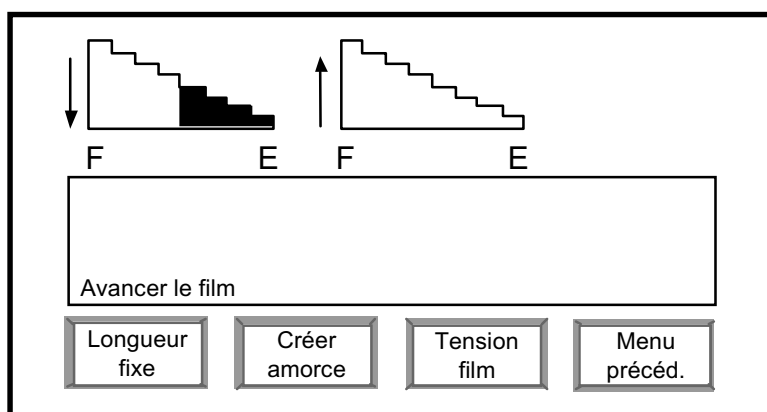 F E F E
Avancer le film
Longueur fixe
Créer amorce
Tension film
Menu précéd.